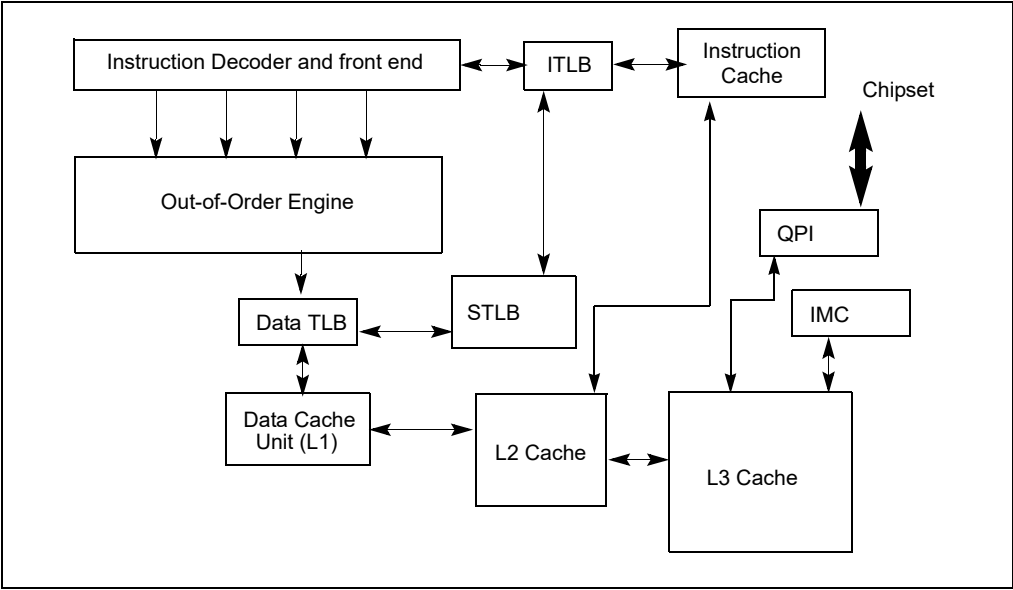 Instruction Decoder and front end
ITLB
Instruction
Cache
Chipset
Out-of-Order Engine
QPI
Data TLB
STLB
IMC
Data Cache
Unit (L1)
L2 Cache
L3 Cache